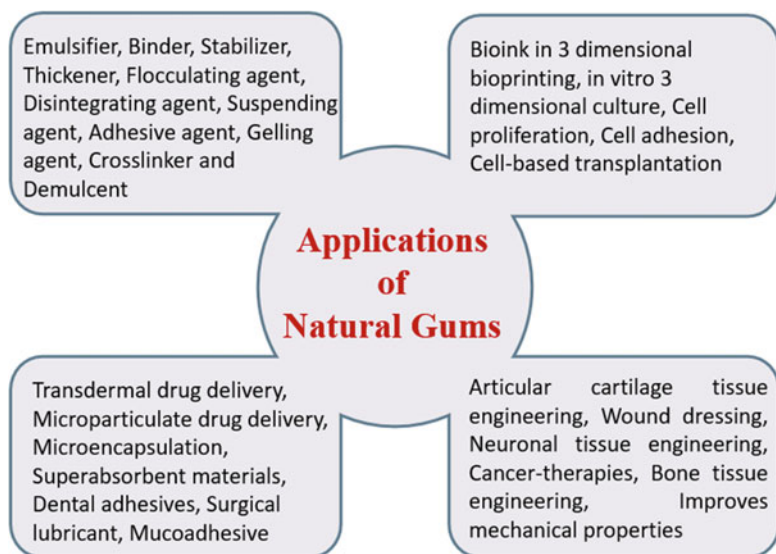 Emulsifier, Binder, Stabilizer,
Thickener, Flocculating agent,
Disintegrating agent, Suspending
agent, Adhesive agent, Gelling
agent, Crosslinker and
Demulcent
Bioink in 3 dimensional
bioprinting, in vitro 3
dimensional culture, Cell
proliferation, Cell adhesion,
Cell-based transplantation
Applications
of
Natural Gums
Transdermal drug delivery,
Microparticulate drug delivery,
Microencapsulation,
Superabsorbent materials,
Dental adhesives, Surgical
lubricant, Mucoadhesive
Articular cartilage tissue
engineering, Wound dressing,
Neuronal tissue engineering,
Cancer-therapies, Bone tissue
engineering, Improves
mechanical properties